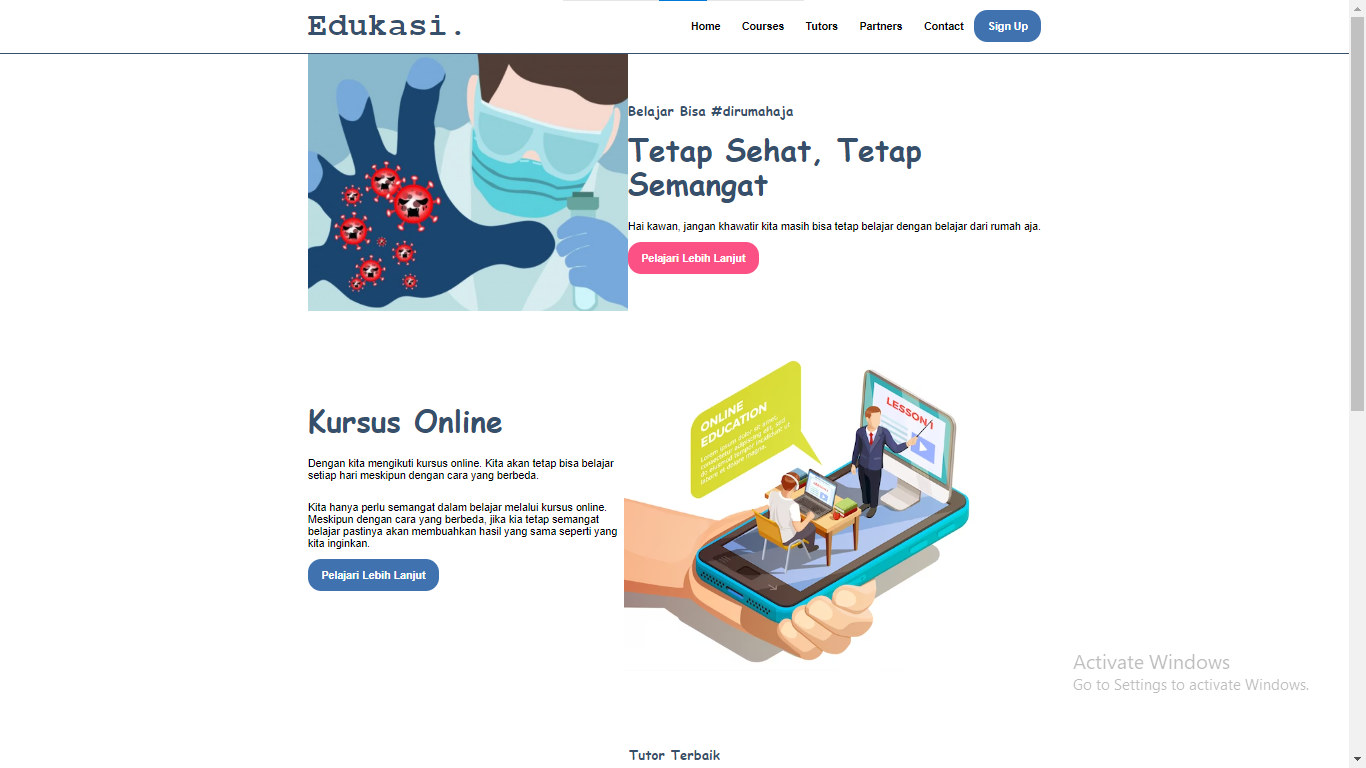 Edukasi.
Home Courses Tutors Partners Contact Sign Up
Belajar Bisa #dirumahaja
Tetap Sehat, Tetap
Semangat
Hai kawan, jangan khawatir kita masih bisa tetap belajar dengan belajar dari rumah aja.
Pelajari Lebih Lanjut
Kursus Online
Dengan kita mengikuti kursus online. Kita akan tetap bisa belajar
setiap hari meskipun dengan cara yang berbeda.
Kita hanya perlu semangat dalam belajar melalui kursus online.
Meskipun dengan cara yang berbeda, jika kia tetap semangat
belajar pastinya akan membuahkan hasil yang sama seperti yang
kita inginkan.
Pelajari Lebih Lanjut
ONLINE
EDUCATION
LESSON 1
Activate Windows
Go to Settings to activate Windows.
Tutor Terbaik